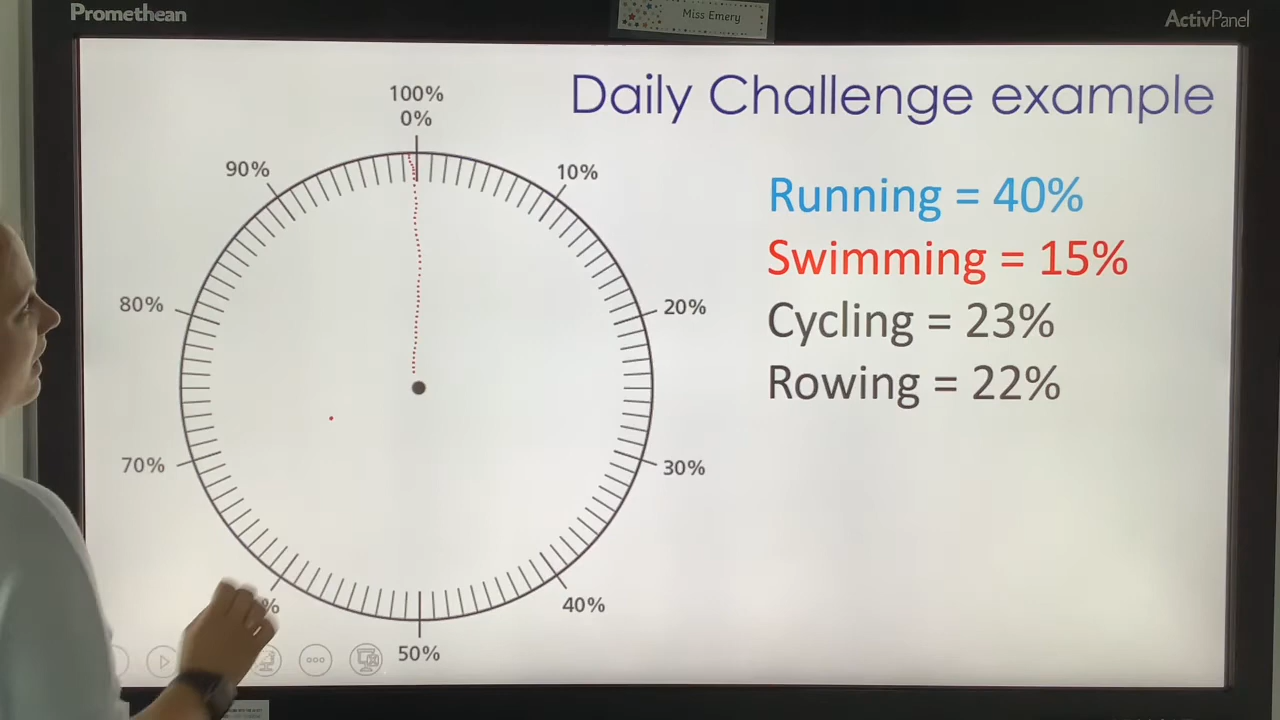 Promethean
Miss Emery
ActivPanel
Daily Challenge example
100%
0%
10%
20%
30%
40%
50%
%
70%
80%
90%
Running = 40%
Swimming = 15%
Cycling = 23%
Rowing = 22%